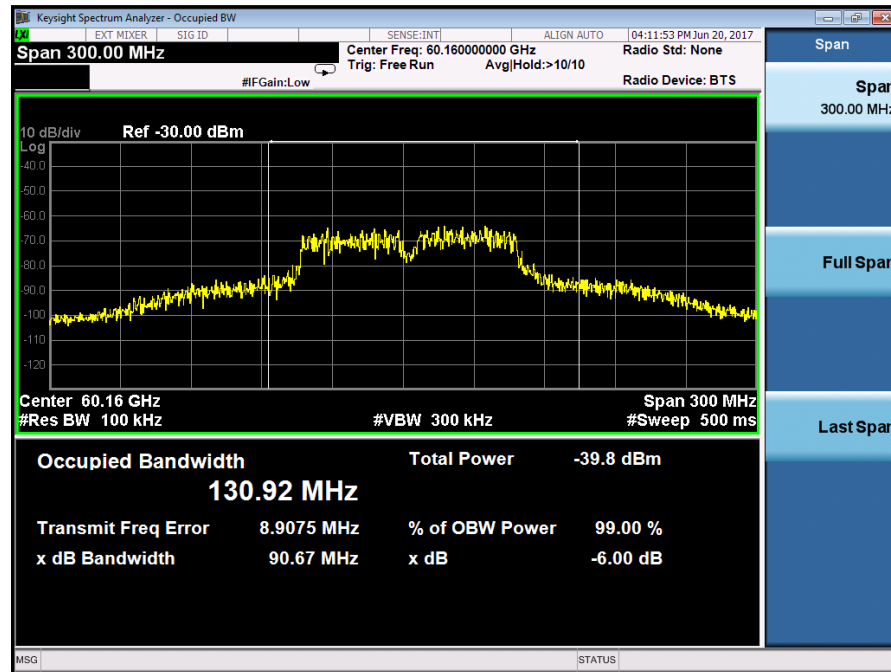 Keysight Spectrum Analyzer - Occupied BW
LXI EXT MIXER SIG ID SENSE:INT ALIGN AUTO 04:11:53 PM Jun 20, 2017
Span 300.00 MHz Center Freq: 60.160000000 GHz Radio Std: None
Trig: Free Run Avg|Hold:>10/10
#IFGain:Low Radio Device: BTS
10 dB/div Ref -30.00 dBm
Log
-40.0
-50.0
-60.0
-70.0
-80.0
-90.0
-100
-110
-120
Center 60.16 GHz Span 300 MHz
#Res BW 100 kHz #VBW 300 kHz #Sweep 500 ms
Occupied Bandwidth Total Power -39.8 dBm
130.92 MHz
Transmit Freq Error 8.9075 MHz % of OBW Power 99.00 %
x dB Bandwidth 90.67 MHz x dB -6.00 dB
MSG STATUS
Span
Span
300.00 MHz
Full Span
Last Span